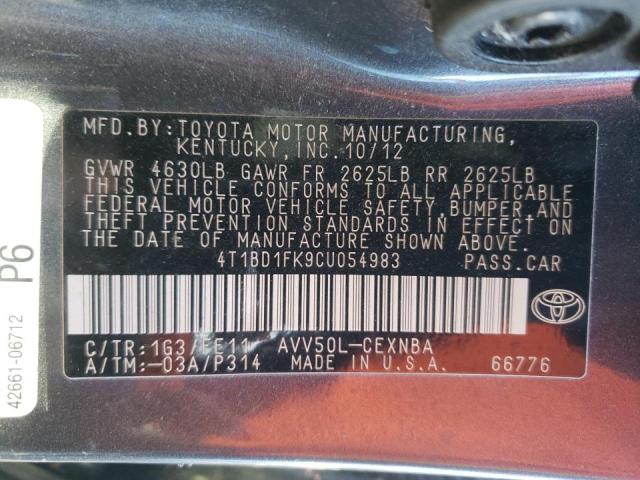 MFD.BY:TOYOTA MOTOR MANUFACTURING,
KENTUCKY, INC. 10/12
GVWR 4630LB GAWR FR 2625LB RR 2625LB
THIS VEHICLE CONFORMS TO ALL APPLICABLE
FEDERAL MOTOR VEHICLE SAFETY, BUMPER, AND
THEFT PREVENTION STANDARDS IN EFFECT ON
THE DATE OF MANUFACTURE SHOWN ABOVE.
4T1BD1FK9CU054983 PASS.CAR
C/TR:1G3/FE11 AVV50L-CEXNBA
A/TM:-03A/P314 MADE IN U.S.A. 66776
TOYOTA
P6
42661-06712